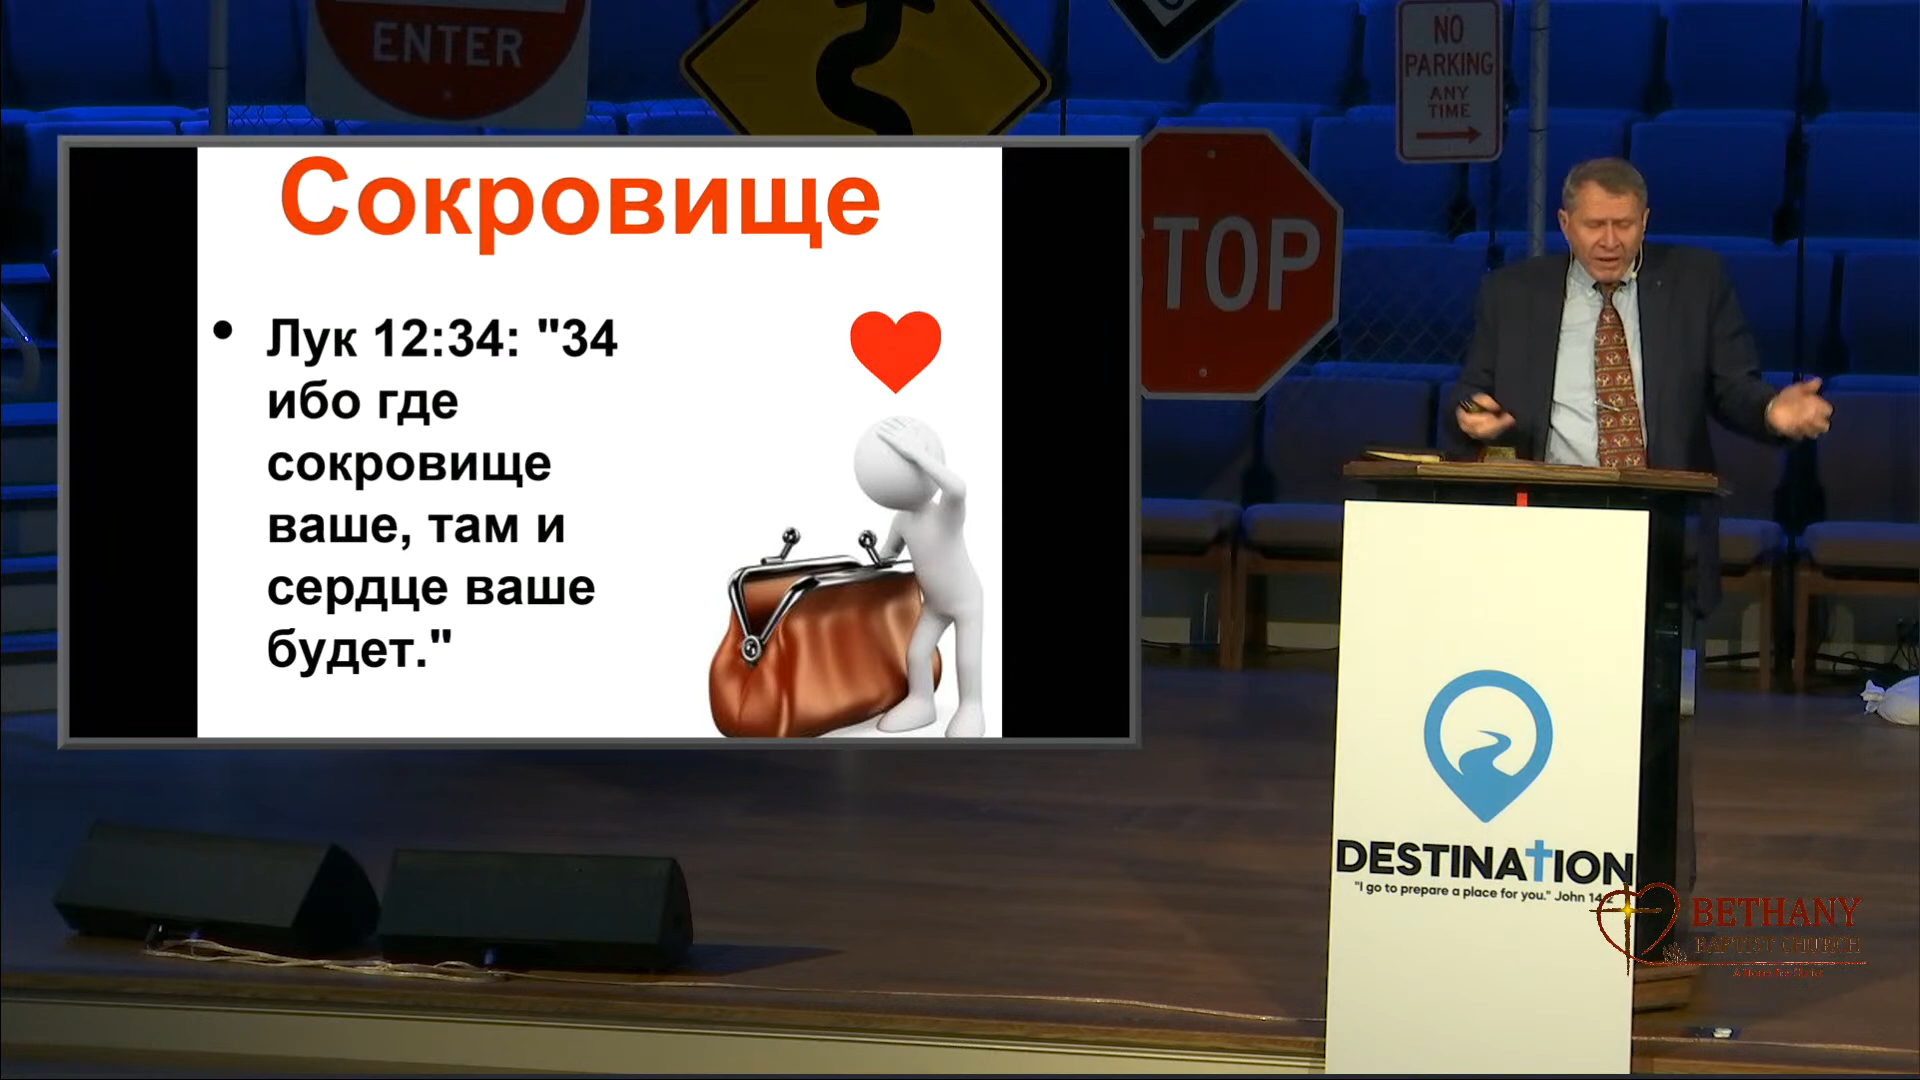 ENTER
NO
PARKING
ANY
TIME
TOP
Сокровище
• Лук 12:34: "34
ибо где
сокровище
ваше, там и
сердце ваше
будет."
DESTINATION
"I go to prepare a place for you." John 14:2
BETHANY
BAPTIST CHURCH